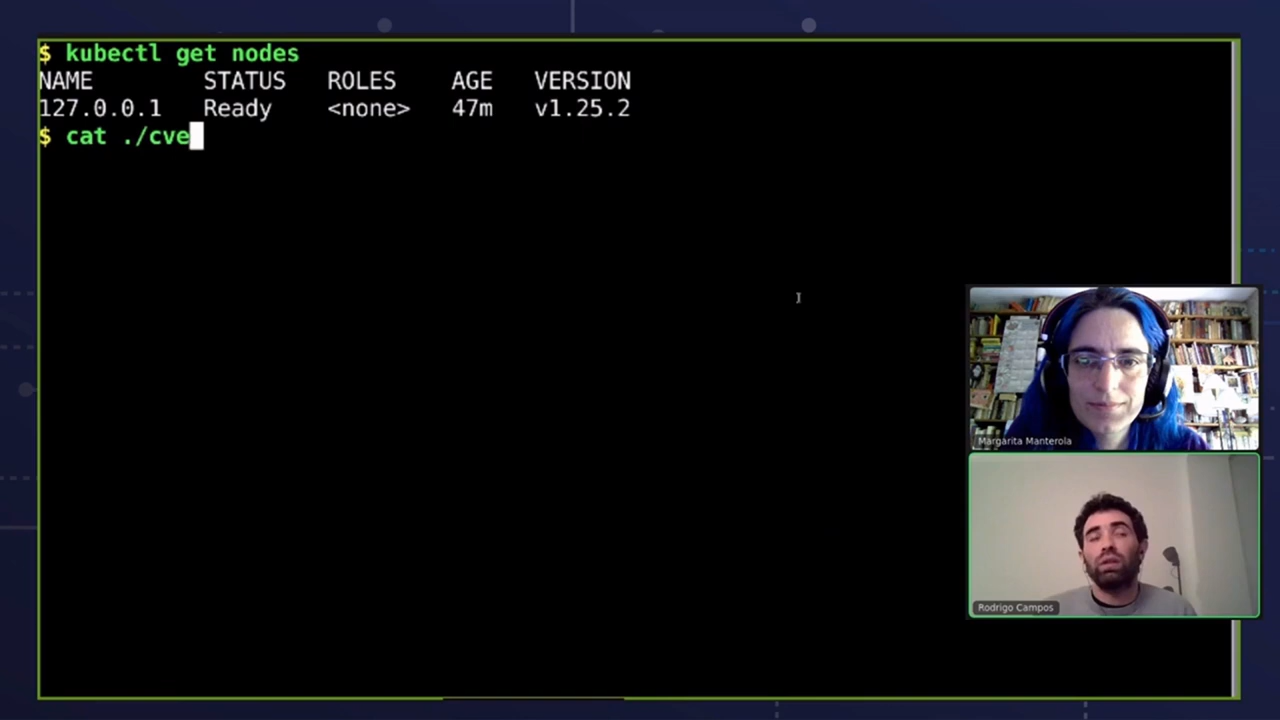 $ kubectl get nodes
NAME STATUS ROLES AGE VERSION
127.0.0.1 Ready <none> 47m v1.25.2
$ cat ./cve
Margarita Manterola
Rodrigo Campos